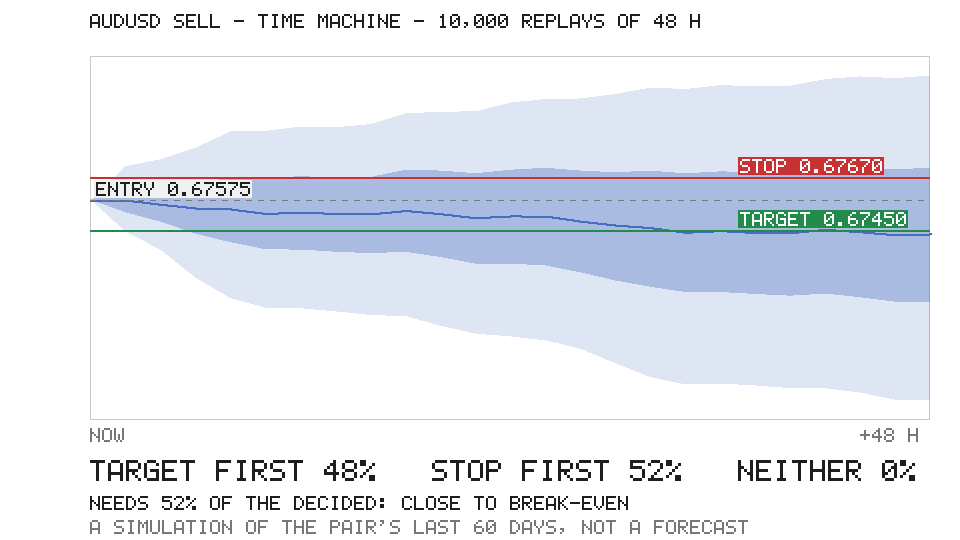 AUDUSD SELL - TIME MACHINE - 10,000 REPLAYS OF 48 H
STOP 0.67670
ENTRY 0.67575
TARGET 0.67450
NOW +48 H
TARGET FIRST 48% STOP FIRST 52% NEITHER 0%
NEEDS 52% OF THE DECIDED: CLOSE TO BREAK-EVEN
A SIMULATION OF THE PAIR'S LAST 60 DAYS, NOT A FORECAST